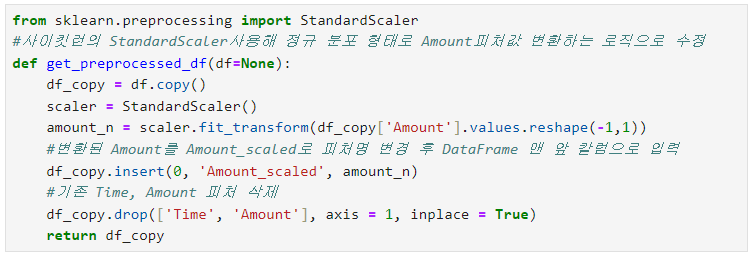 from sklearn.preprocessing import StandardScaler
#사이킷런의 StandardScaler사용해 정규 분포 형태로 Amount피처값 변환하는 로직으로 수정
def get_preprocessed_df(df=None):
    df_copy = df.copy()
    scaler = StandardScaler()
    amount_n = scaler.fit_transform(df_copy['Amount'].values.reshape(-1,1))
    #변환된 Amount를 Amount_scaled로 피처명 변경 후 DataFrame 맨 앞 칼럼으로 입력
    df_copy.insert(0, 'Amount_scaled', amount_n)
    #기존 Time, Amount 피처 삭제
    df_copy.drop(['Time', 'Amount'], axis = 1, inplace = True)
    return df_copy